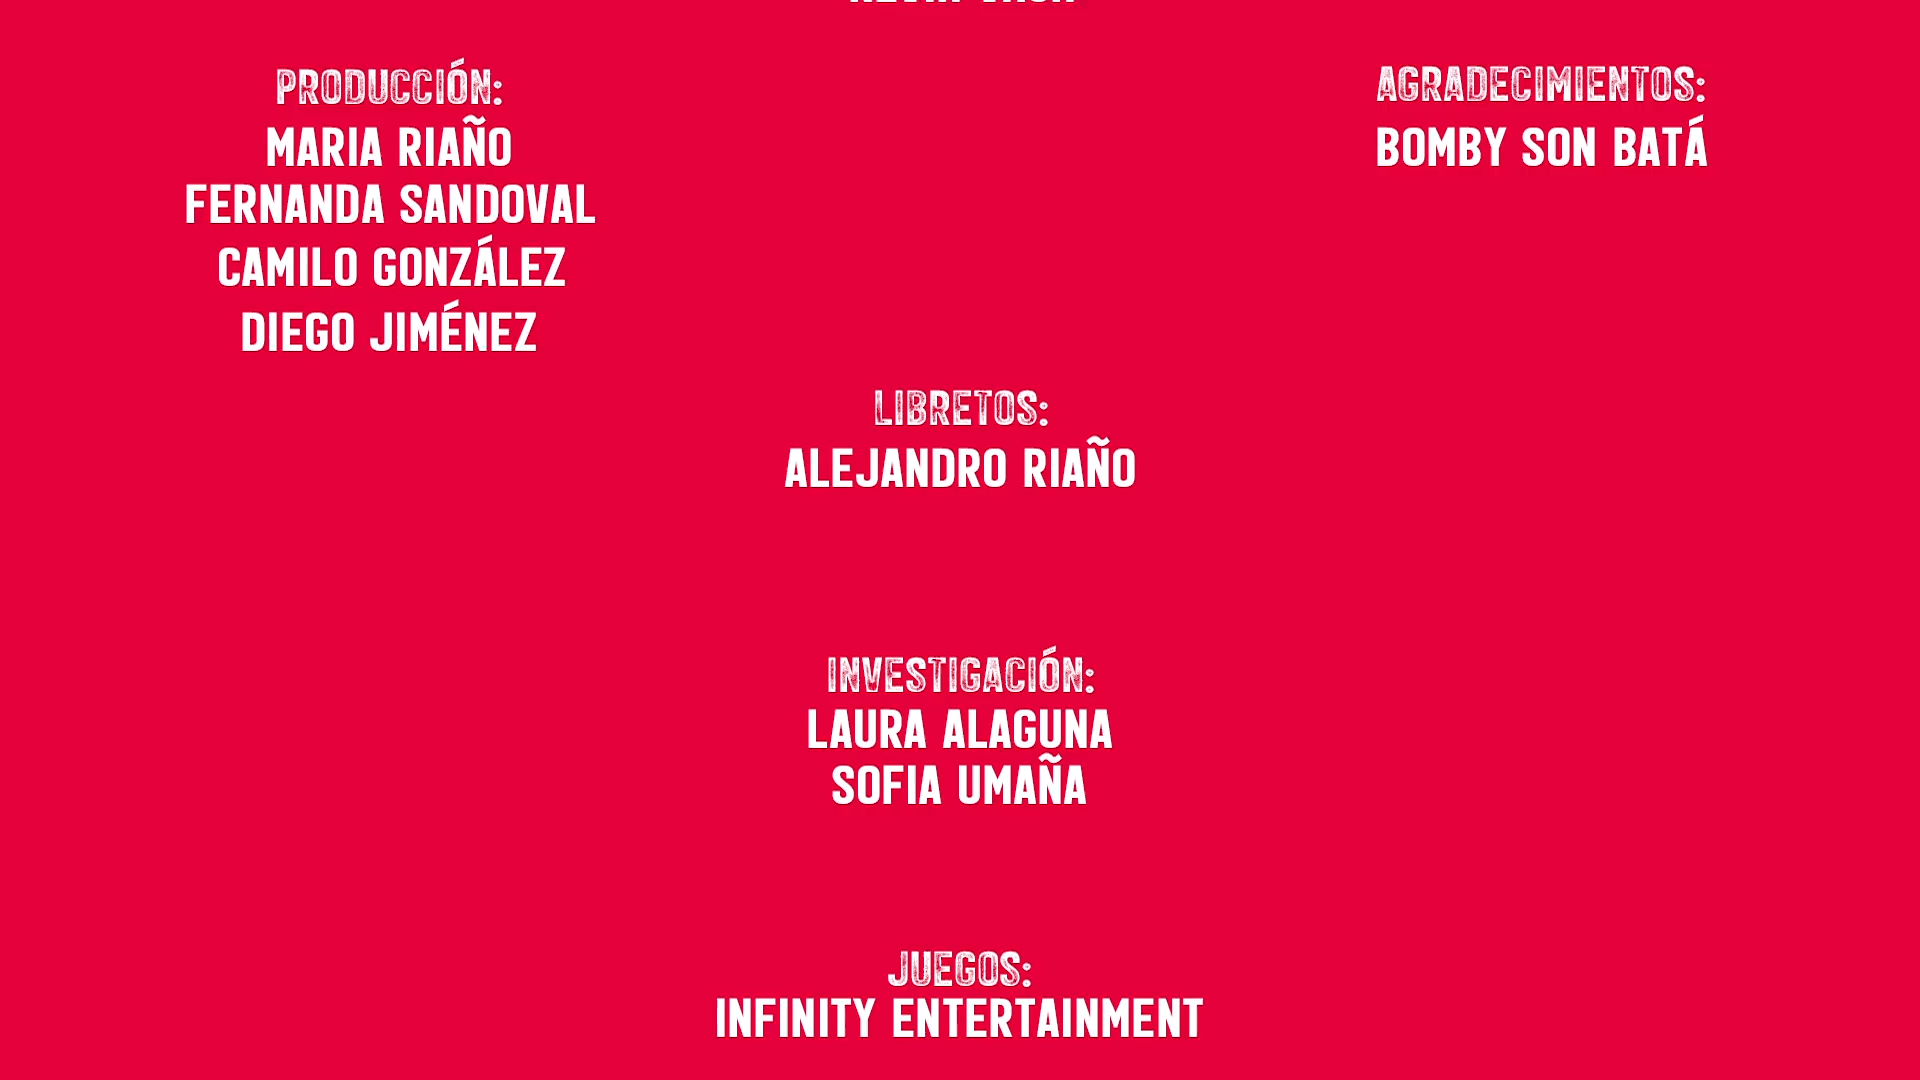 PRODUCCIÓN:
MARIA RIAÑO
FERNANDA SANDOVAL
CAMILO GONZÁLEZ
DIEGO JIMÉNEZ
AGRADECIMIENTOS:
BOMBY SON BATÁ
LIBRETOS:
ALEJANDRO RIAÑO
INVESTIGACIÓN:
LAURA ALAGUNA
SOFIA UMAÑA
JUEGOS:
INFINITY ENTERTAINMENT